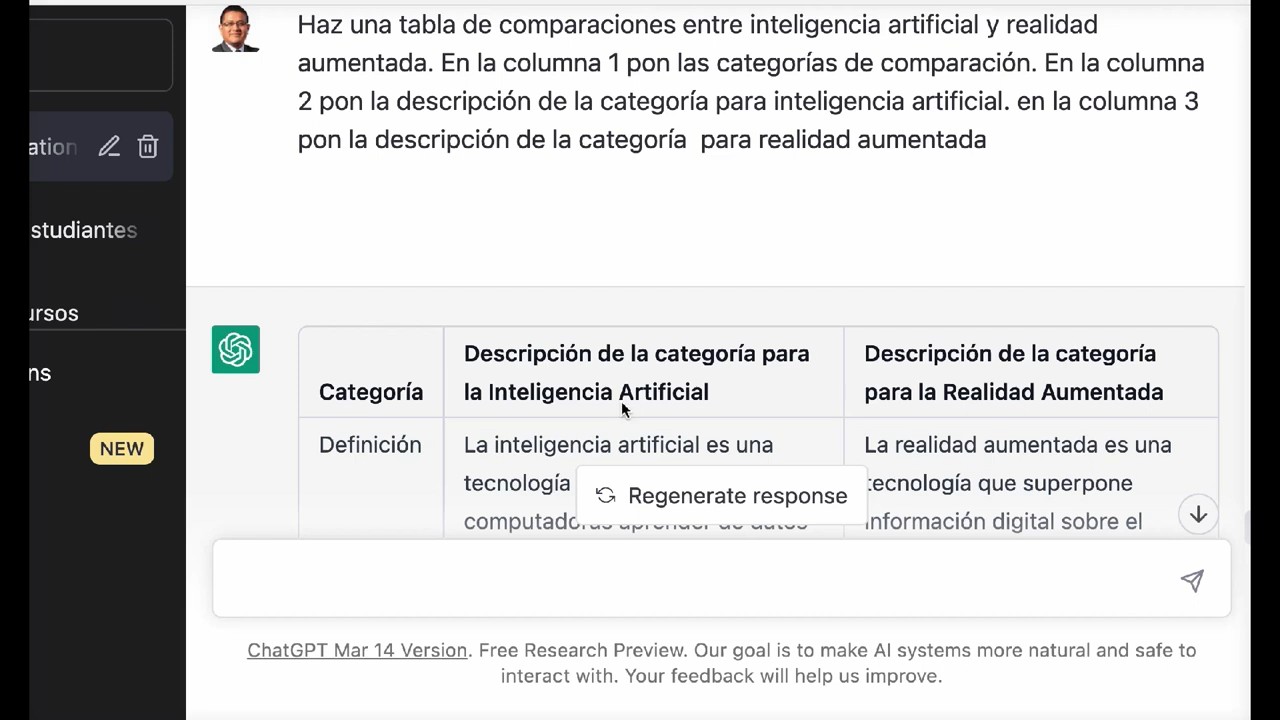 Haz una tabla de comparaciones entre inteligencia artificial y realidad
aumentada. En la columna 1 pon las categorías de comparación. En la columna
2 pon la descripción de la categoría para inteligencia artificial. en la columna 3
pon la descripción de la categoría  para realidad aumentada
ation
studiantes
ursos
ns
NEW
Descripción de la categoría para
la Inteligencia Artificial
Descripción de la categoría
para la Realidad Aumentada
Categoría
Definición
La inteligencia artificial es una
tecnología
computadoras aprender de datos
La realidad aumentada es una
tecnología que superpone
información digital sobre el
Regenerate response
ChatGPT Mar 14 Version. Free Research Preview. Our goal is to make AI systems more natural and safe to
interact with. Your feedback will help us improve.